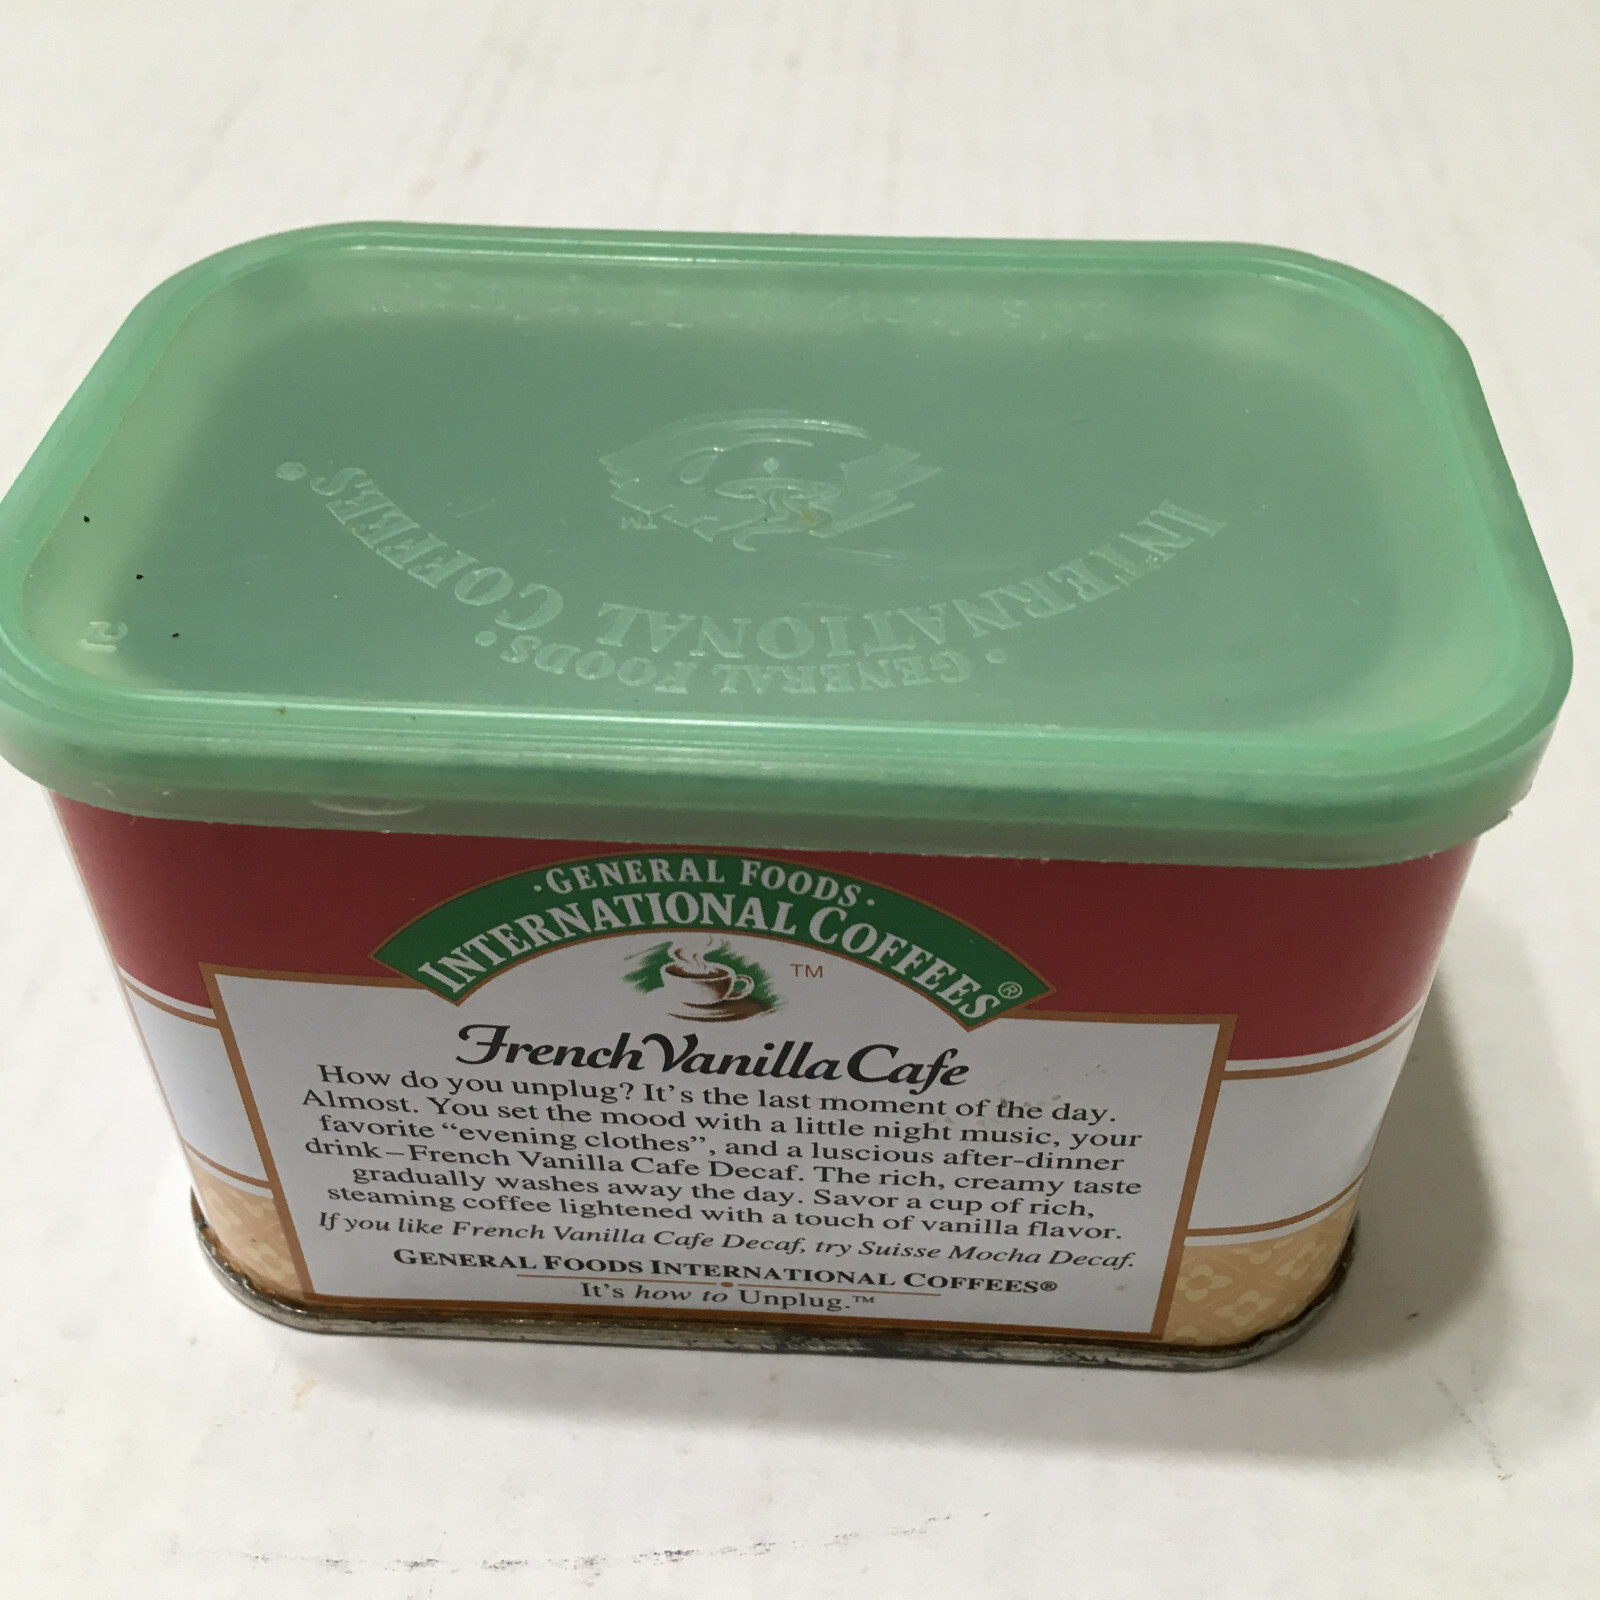 INTERNATIONAL COFFEES
• GENERAL FOODS •
TM
2
·GENERAL FOODS·
INTERNATIONAL COFFEES®
TM
French Vanilla Cafe
How do you unplug? It's the last moment of the day.
Almost. You set the mood with a little night music, your
favorite “evening clothes”, and a luscious after-dinner
drink–French Vanilla Cafe Decaf. The rich, creamy taste
gradually washes away the day. Savor a cup of rich,
steaming coffee lightened with a touch of vanilla flavor.
If you like French Vanilla Cafe Decaf, try Suisse Mocha Decaf.
GENERAL FOODS INTERNATIONAL COFFEES®
It's how to Unplug.™